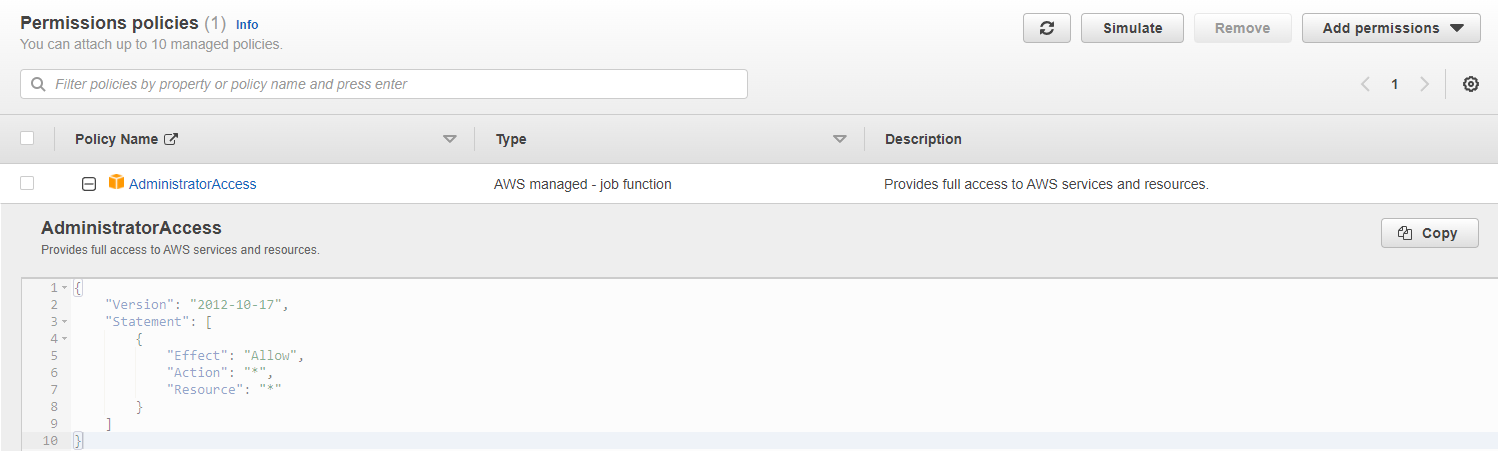 Permissions policies (1) Info
You can attach up to 10 managed policies.
Simulate
Remove
Add permissions
Filter policies by property or policy name and press enter
1
Policy Name
Type
Description
AdministratorAccess
AWS managed - job function
Provides full access to AWS services and resources.
AdministratorAccess
Provides full access to AWS services and resources.
Copy
1 {
2     "Version": "2012-10-17",
3     "Statement": [
4         {
5             "Effect": "Allow",
6             "Action": "*",
7             "Resource": "*"
8         }
9     ]
10 }